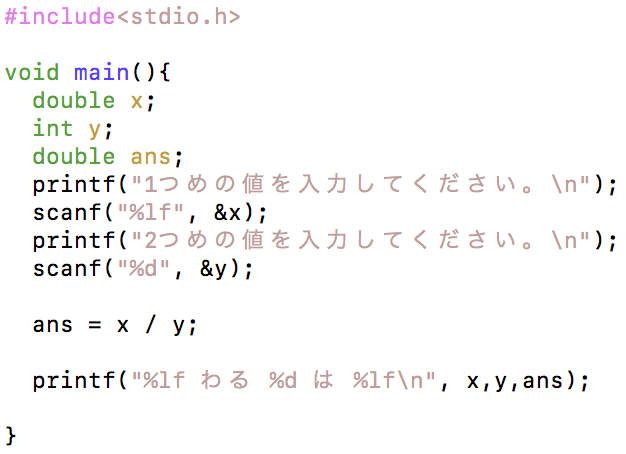 #include<stdio.h>
void main(){
double x;
int y;
double ans;
printf("1つめの値を入力してください。\n");
scanf("%lf", &x);
printf("2つめの値を入力してください。\n");
scanf("%d", &y);
ans = x / y;
printf("%lf わる %d は %lf\n", x,y,ans);
}